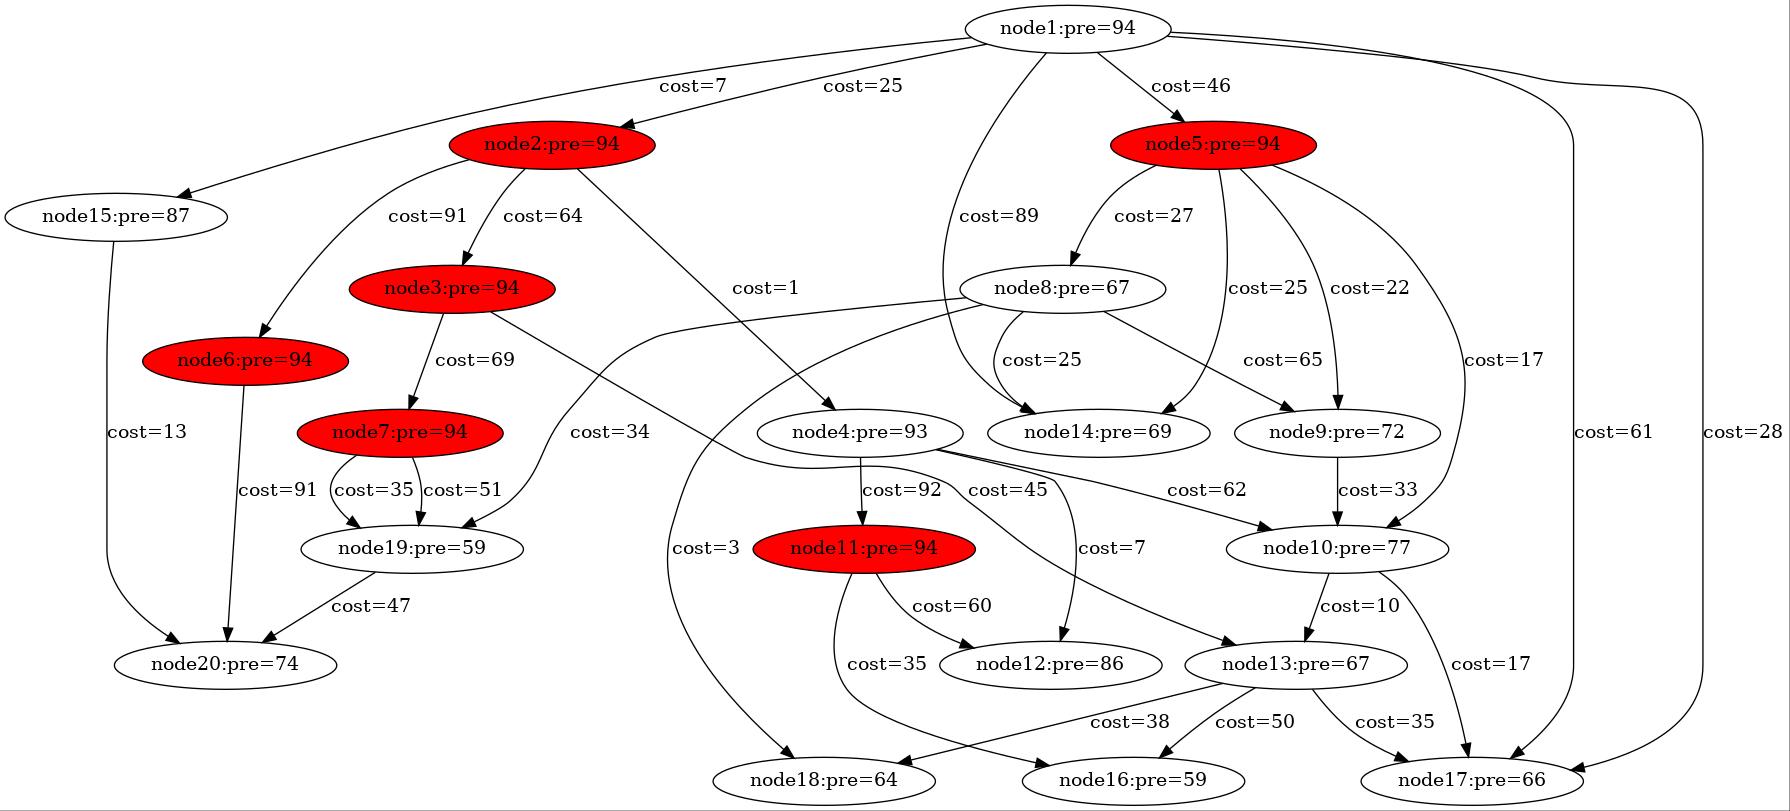 node1:pre=94
cost=7
cost=25
cost=46
node2:pre=94
node5:pre=94
node15:pre=87
cost=91
cost=64
cost=89
cost=27
node3:pre=94
cost=1
node8:pre=67
cost=25
cost=22
node6:pre=94
cost=69
cost=25
cost=65
cost=17
cost=13
node7:pre=94
cost=34
node4:pre=93
node14:pre=69
node9:pre=72
cost=61
cost=28
cost=91
cost=35
cost=51
cost=92
cost=45
cost=62
cost=33
node19:pre=59
cost=3
node11:pre=94
cost=7
node10:pre=77
cost=47
cost=60
cost=10
node20:pre=74
cost=35
node12:pre=86
node13:pre=67
cost=17
cost=38
cost=50
cost=35
node18:pre=64
node16:pre=59
node17:pre=66